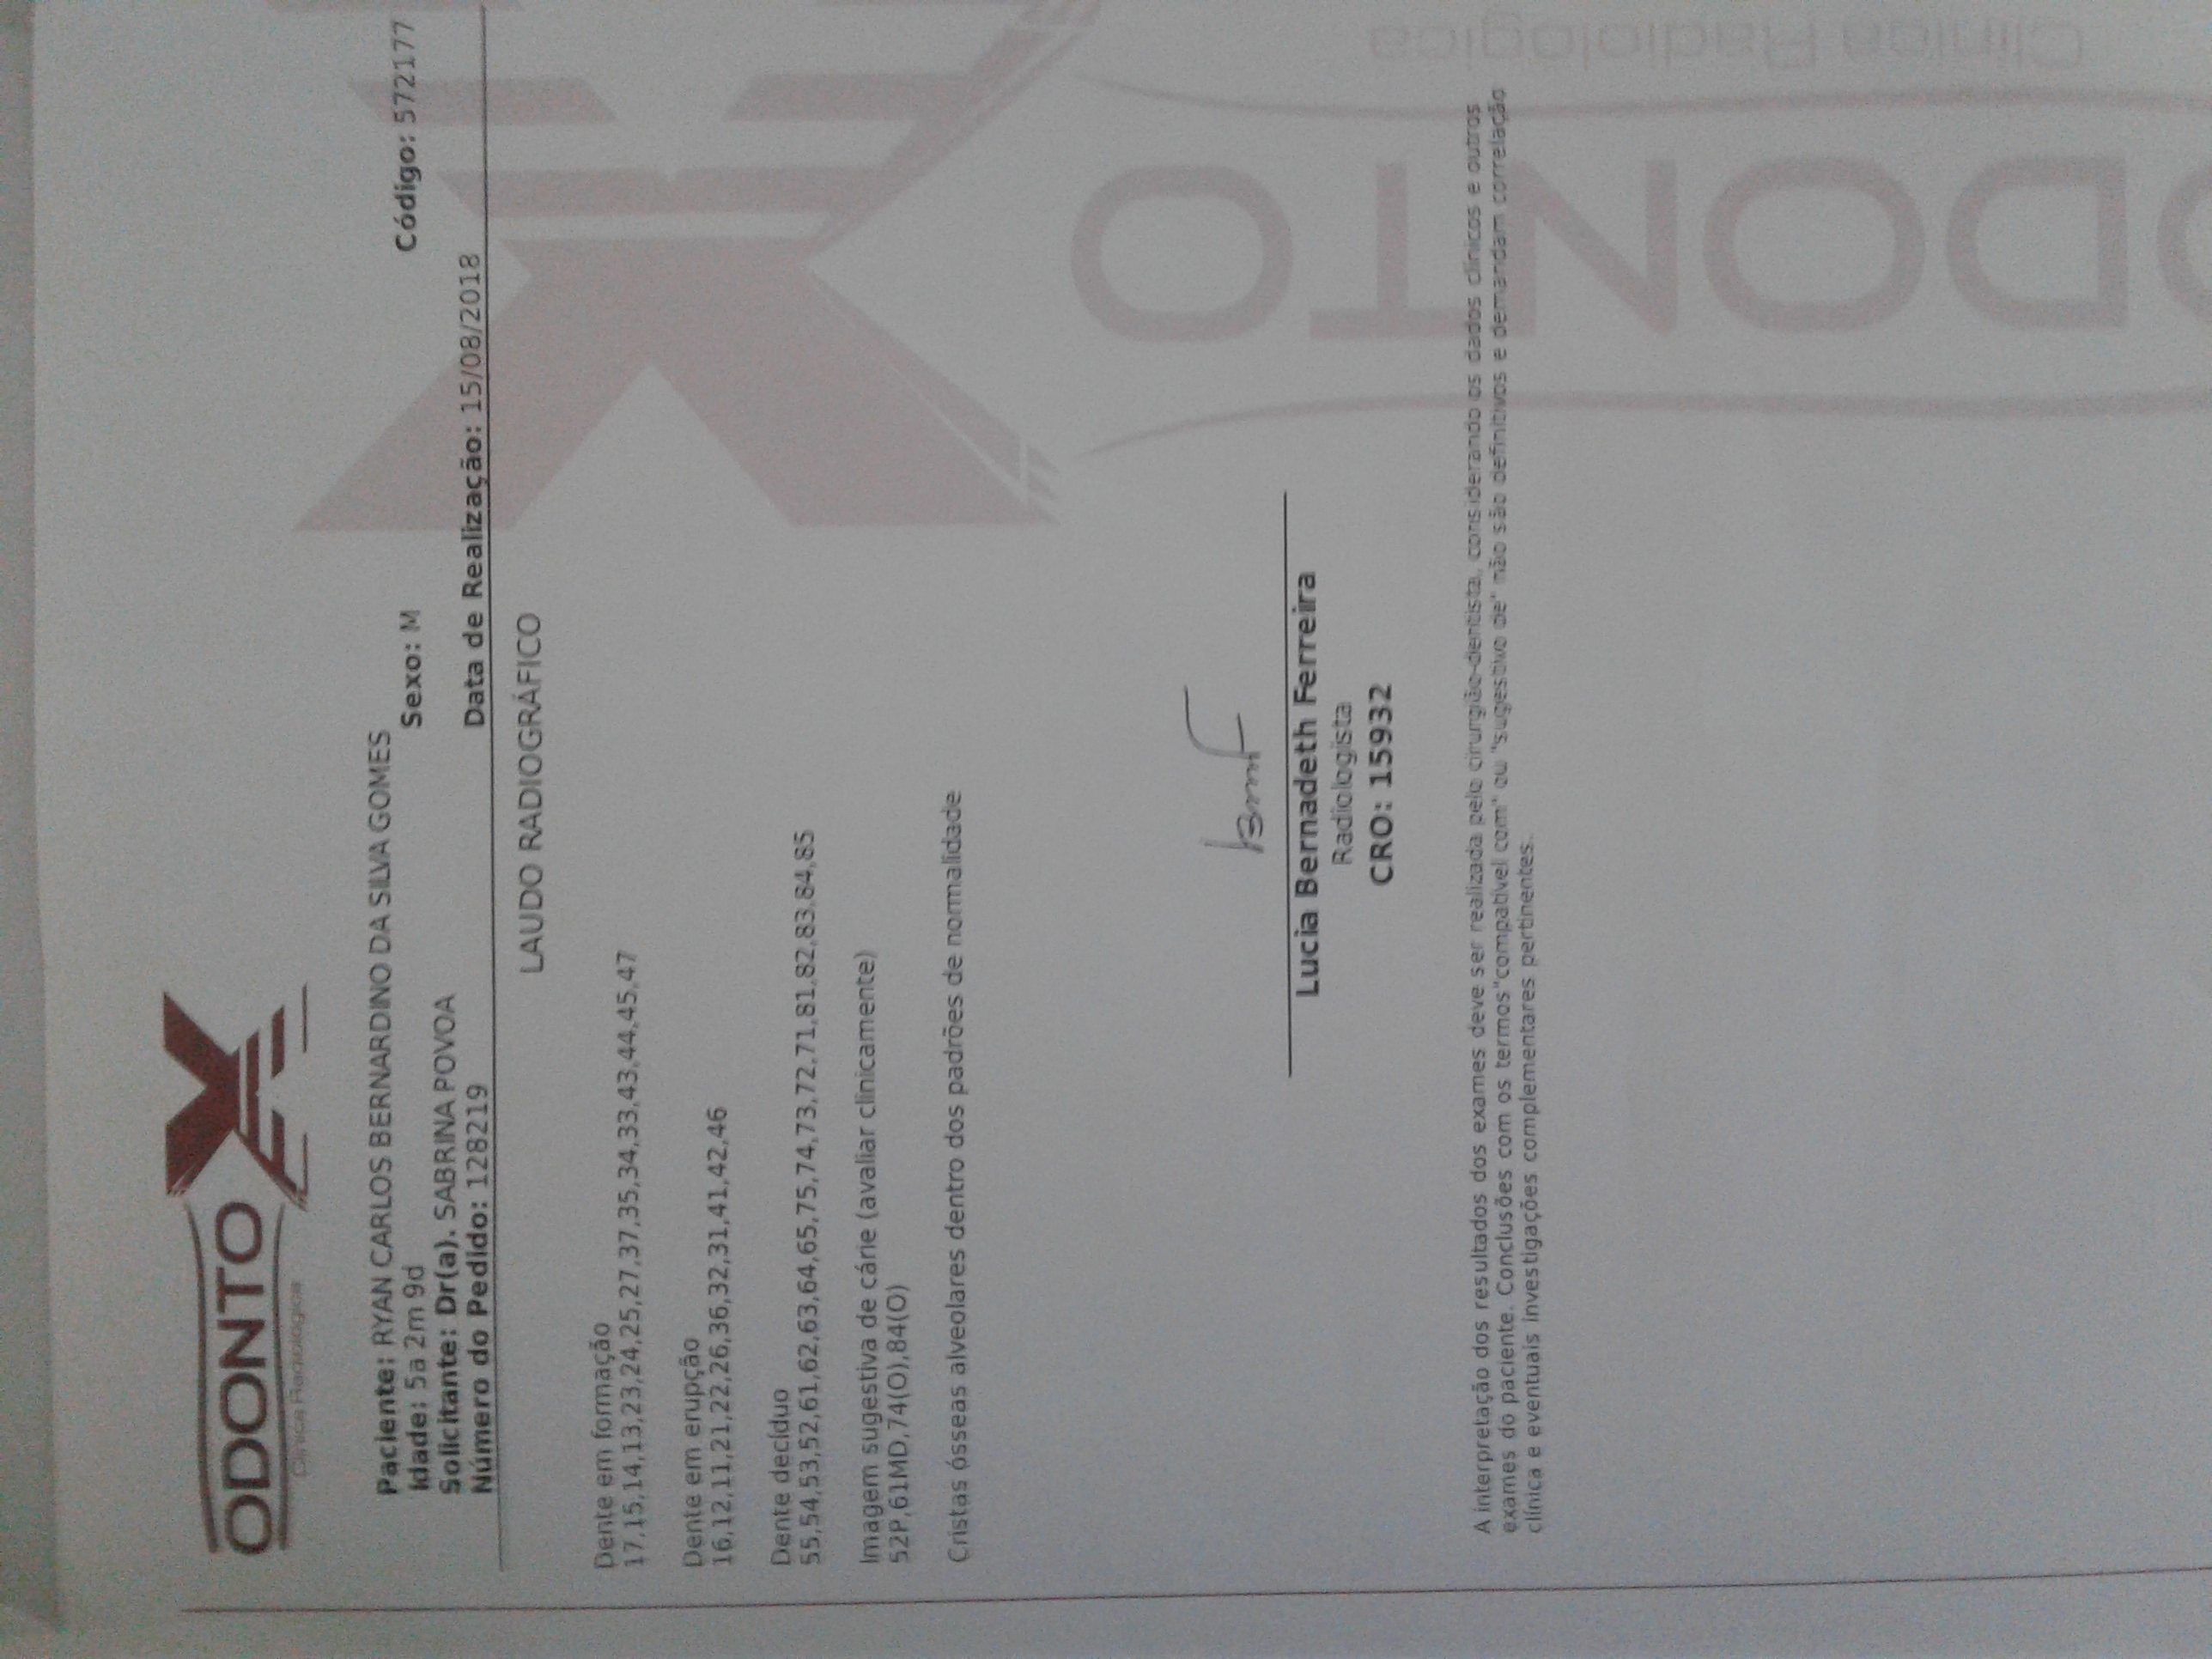 ODONTO X
Clínica Radiológica
Paciente: RYAN CARLOS BERNARDINO DA SILVA GOMES
Idade: 5a 2m 9d Sexo: M Código: 572177
Solicitante: Dr(a). SABRINA POVOA
Número do Pedido: 128219 Data de Realização: 15/08/2018
LAUDO RADIOGRÁFICO
Dente em formação
17,15,14,13,23,24,25,27,37,35,34,33,43,44,45,47
Dente em erupção
16,12,11,21,22,26,36,32,31,41,42,46
Dente decíduo
55,54,53,52,61,62,63,64,65,75,74,73,72,71,81,82,83,84,85
Imagem sugestiva de cárie (avaliar clinicamente)
52P,61MD,74(O),84(O)
Cristas ósseas alveolares dentro dos padrões de normalidade
Lucia Bernadeth Ferreira
Radiologista
CRO: 15932
A interpretação dos resultados dos exames deve ser realizada pelo cirurgião-dentista, considerando os dados clínicos e outros
exames do paciente. Conclusões com os termos"compatível com" ou "sugestivo de" não são definitivos e demandam correlação
clínica e eventuais investigações complementares pertinentes.
ODONTO
Clínica Radiológica